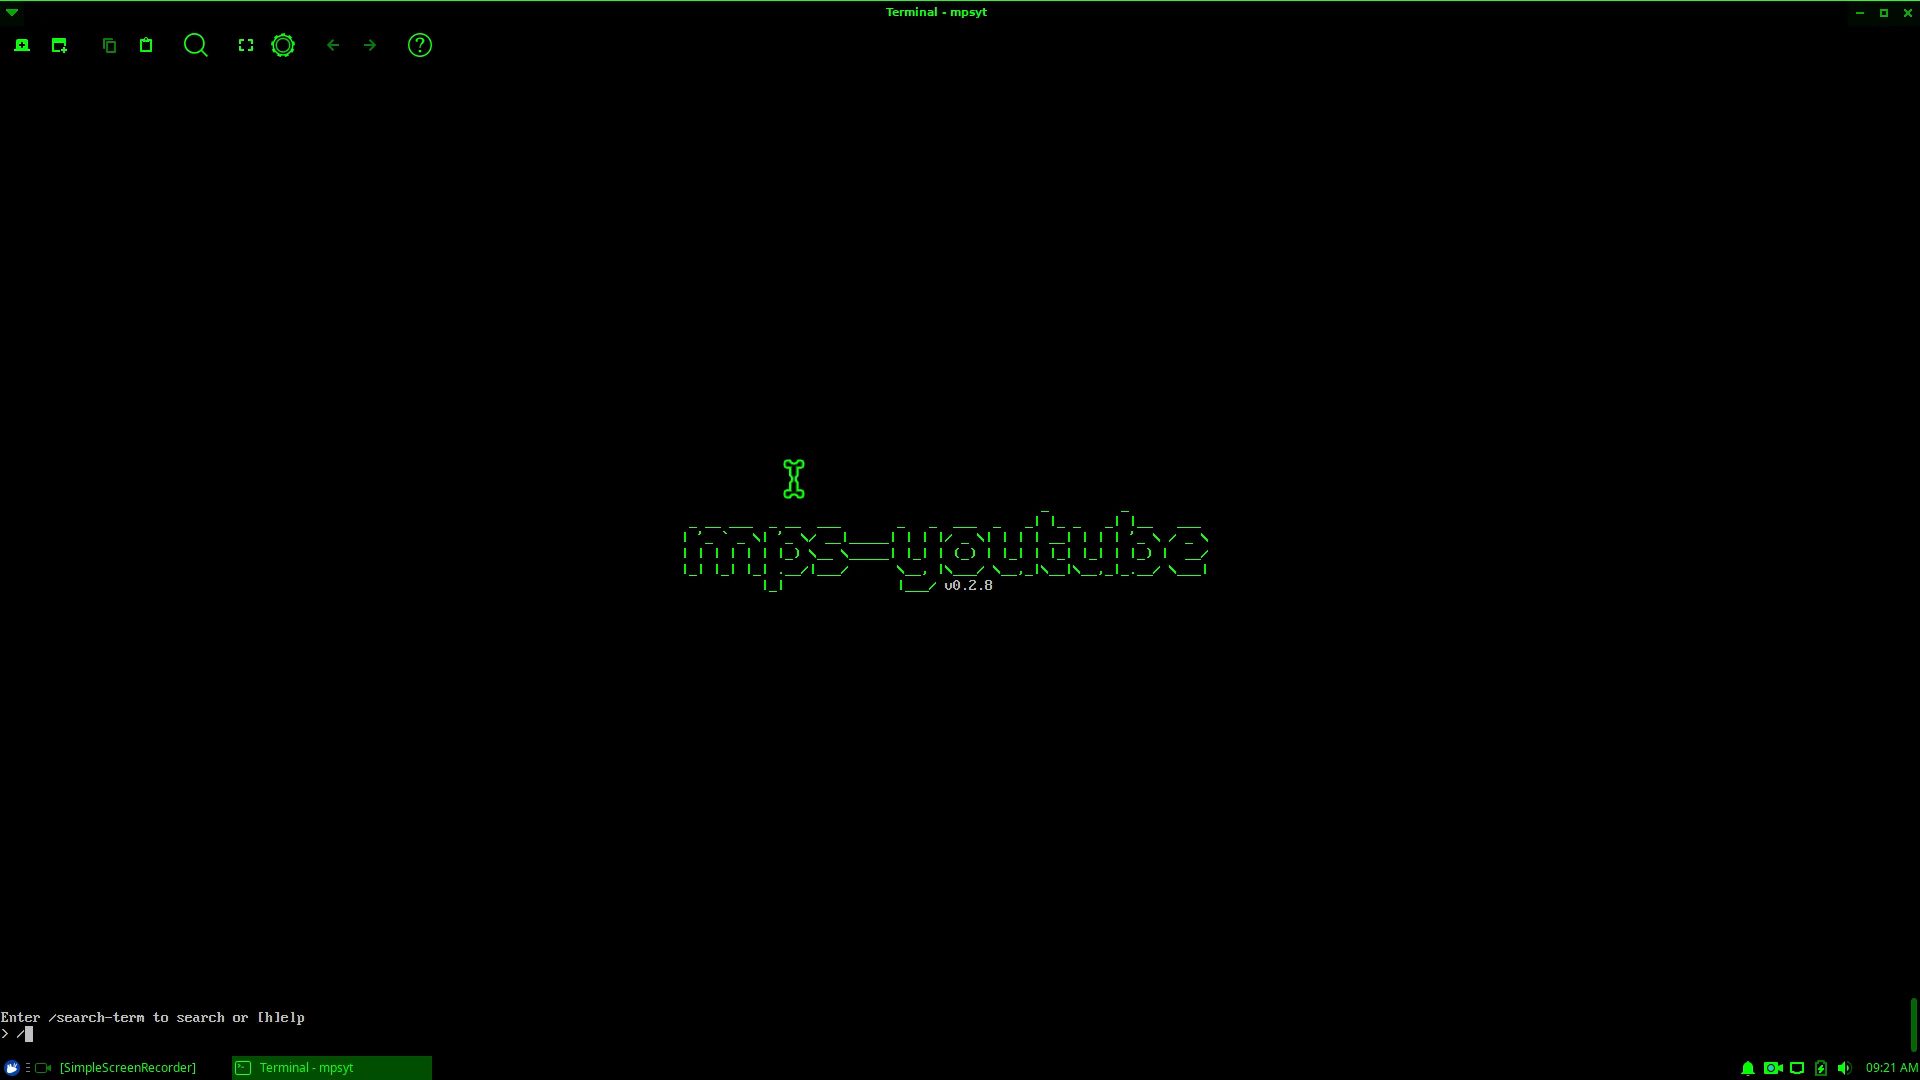 Terminal - mpsyt
mps-youtube
v0.2.8
Enter /search-term to search or [h]elp
> /
[SimpleScreenRecorder]
Terminal - mpsyt
09:21 AM